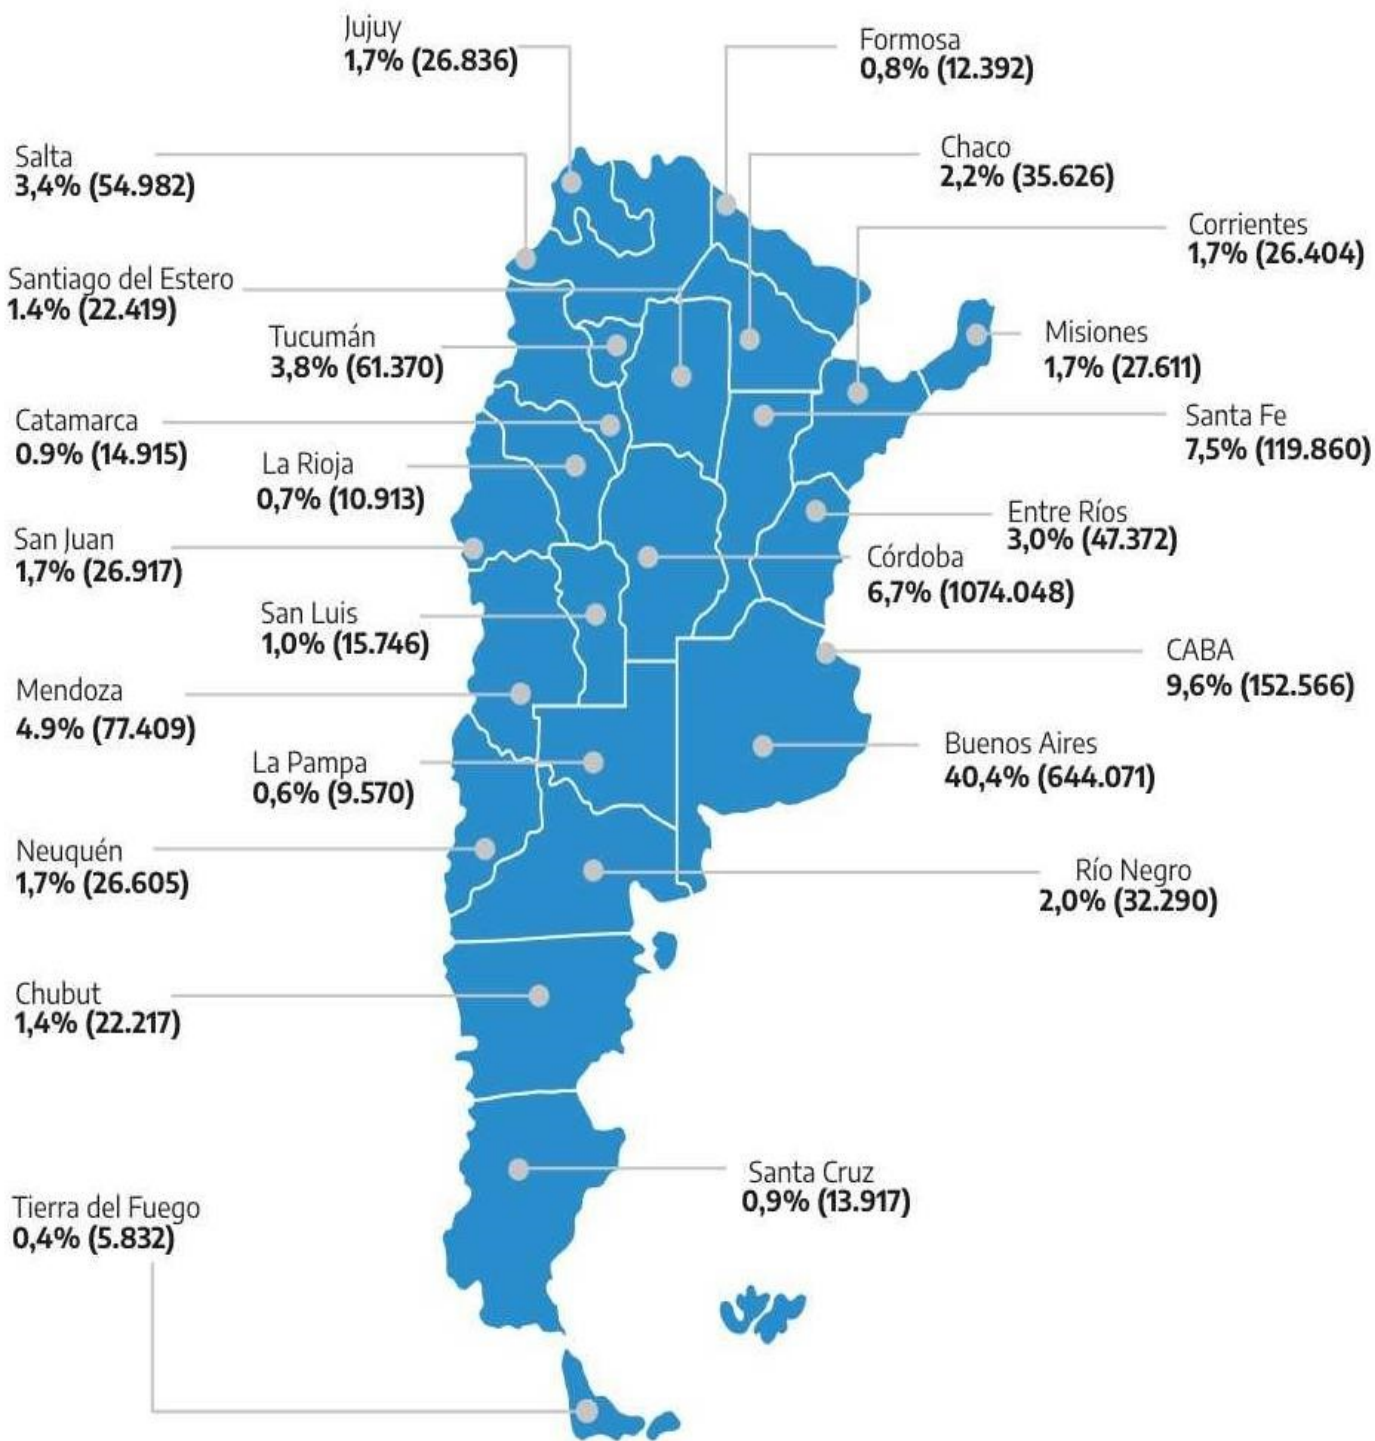 Jujuy
1,7% (26.836)
Formosa
0,8% (12.392)
Salta
3,4% (54.982)
Chaco
2,2% (35.626)
Corrientes
1,7% (26.404)
Santiago del Estero
1.4% (22.419)
Tucumán
3,8% (61.370)
Misiones
1,7% (27.611)
Catamarca
0.9% (14.915)
La Rioja
0,7% (10.913)
Santa Fe
7,5% (119.860)
San Juan
1,7% (26.917)
Entre Ríos
3,0% (47.372)
Córdoba
6,7% (1074.048)
San Luis
1,0% (15.746)
CABA
9,6% (152.566)
Mendoza
4.9% (77.409)
La Pampa
0,6% (9.570)
Buenos Aires
40,4% (644.071)
Neuquén
1,7% (26.605)
Río Negro
2,0% (32.290)
Chubut
1,4% (22.217)
Santa Cruz
0,9% (13.917)
Tierra del Fuego
0,4% (5.832)